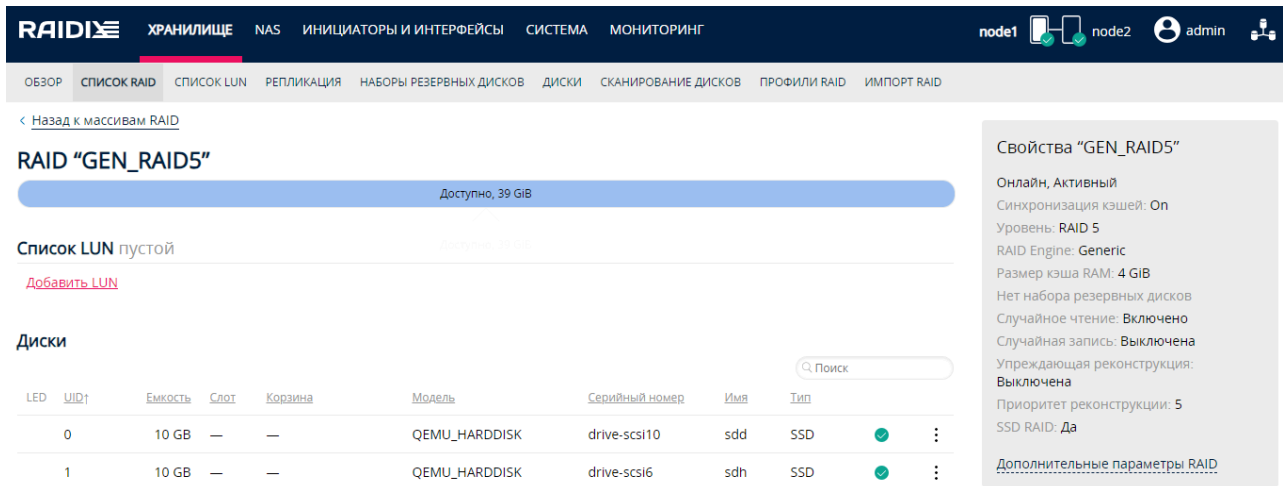 RAIDIX ХРАНИЛИЩЕ NAS ИНИЦИАТОРЫ И ИНТЕРФЕЙСЫ СИСТЕМА МОНИТОРИНГ node1 node2 admin
ОБЗОР СПИСОК RAID СПИСОК LUN РЕПЛИКАЦИЯ НАБОРЫ РЕЗЕРВНЫХ ДИСКОВ ДИСКИ СКАНИРОВАНИЕ ДИСКОВ ПРОФИЛИ RAID ИМПОРТ RAID
‹ Назад к массивам RAID
RAID “GEN_RAID5”
Доступно, 39 GiB
Список LUN пустой
Добавить LUN
Диски
Поиск
LED UID↑ Емкость Слот Корзина Модель Серийный номер Имя Тип
0 10 GB — — QEMU_HARDDISK drive-scsi10 sdd SSD
1 10 GB — — QEMU_HARDDISK drive-scsi6 sdh SSD
Свойства “GEN_RAID5”
Онлайн, Активный
Синхронизация кэшей: On
Уровень: RAID 5
RAID Engine: Generic
Размер кэша RAM: 4 GiB
Нет набора резервных дисков
Случайное чтение: Включено
Случайная запись: Выключена
Упреждающая реконструкция:
Выключена
Приоритет реконструкции: 5
SSD RAID: Да
Дополнительные параметры RAID